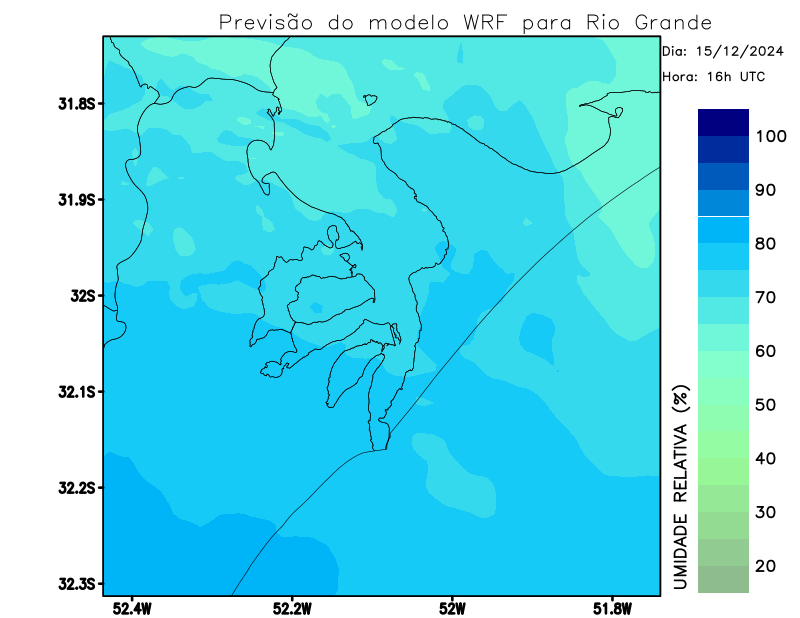 Previsão do modelo WRF para Rio Grande
Dia: 15/12/2024
Hora: 16h UTC
31.8S
31.9S
32S
32.1S
32.2S
32.3S
52.4W
52.2W
52W
51.8W
100
90
80
70
60
50
40
30
20
UMIDADE RELATIVA (%)